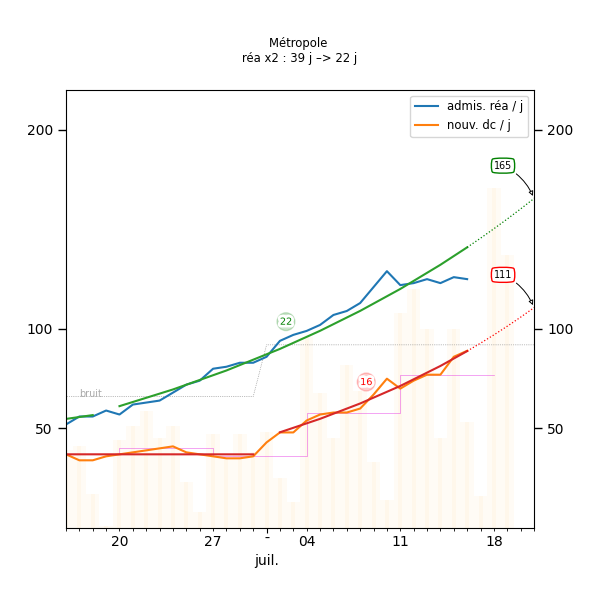 Métropole
réa x2 : 39 j –> 22 j
admis. réa / j
nouv. dc / j
200
200
165
111
100
100
22
16
bruit
50
50
20
27
-
04
11
18
juil.